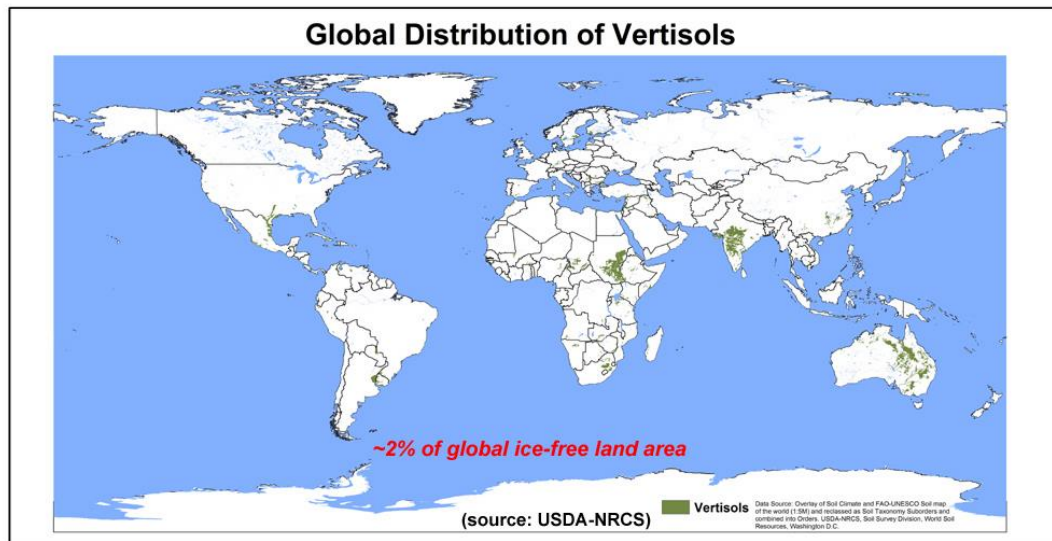 Global Distribution of Vertisols
~2% of global ice-free land area
(source: USDA-NRCS)
Vertisols
Data Source: Overlay of Soil Climate and FAO-UNESCO Soil map
of the world (1:5M) and reclassed as Soil Taxonomy Suborders and
combined into Orders. USDA-NRCS, Soil Survey Division, World Soil
Resources, Washington D.C.